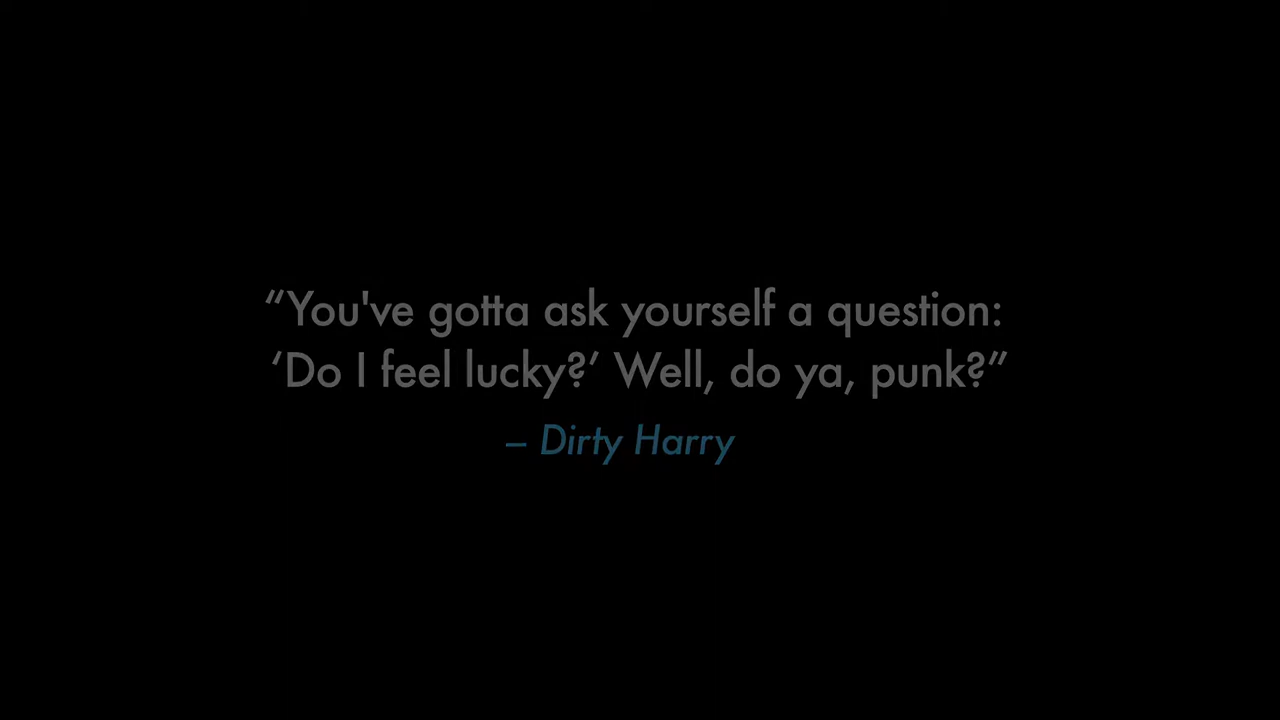 “You've gotta ask yourself a question:
‘Do I feel lucky?’ Well, do ya, punk?”
– Dirty Harry